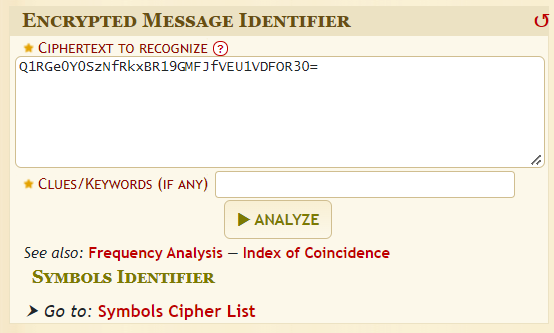 ENCRYPTED MESSAGE IDENTIFIER ↺
★ CIPHERTEXT TO RECOGNIZE ?
Q1RGe0Y0SzNfRkxBR19GMFJfVEU1VDFOR30=
★ CLUES/KEYWORDS (IF ANY)
▶ ANALYZE
See also: Frequency Analysis — Index of Coincidence
SYMBOLS IDENTIFIER
➤ Go to: Symbols Cipher List